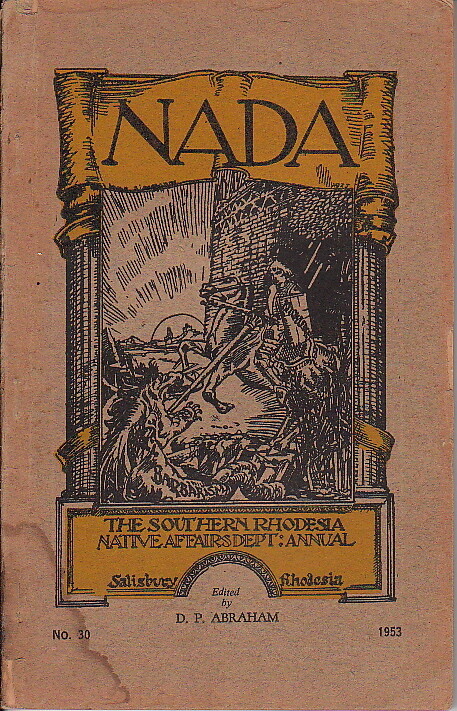 NADA
BARBARISM
THE SOUTHERN RHODESIA
NATIVE AFFAIRS DEPT: ANNUAL
Salisbury Rhodesia
Edited
by
D. P. ABRAHAM
No. 30 1953